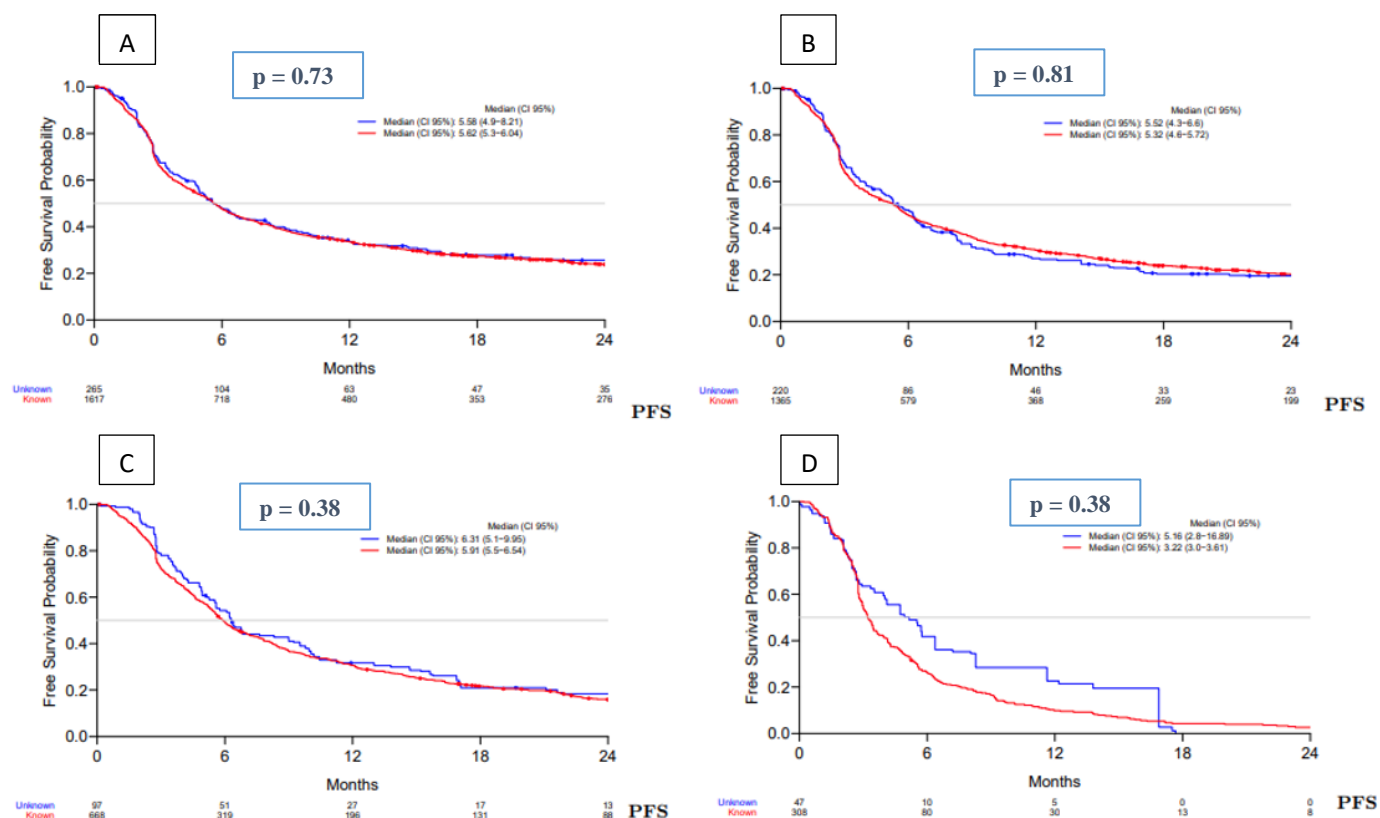 A
p = 0.73
Median (CI 95%)
Median (CI 95%): 5.58 (4.9−8.21)
Median (CI 95%): 5.62 (5.3−6.04)
Free Survival Probability
1.0
0.8
0.6
0.4
0.2
0.0
0 6 12 18 24
Months
Unknown 265 104 63 47 35
Known 1617 718 480 353 276
PFS
B
p = 0.81
Median (CI 95%)
Median (CI 95%): 5.52 (4.3−6.6)
Median (CI 95%): 5.32 (4.6−5.72)
Free Survival Probability
1.0
0.8
0.6
0.4
0.2
0.0
0 6 12 18 24
Months
Unknown 220 86 46 33 23
Known 1365 579 368 259 199
PFS
C
p = 0.38
Median (CI 95%)
Median (CI 95%): 6.31 (5.1−9.95)
Median (CI 95%): 5.91 (5.5−6.54)
Free Survival Probability
1.0
0.8
0.6
0.4
0.2
0.0
0 6 12 18 24
Months
Unknown 97 51 27 17 13
Known 668 319 196 131 88
PFS
D
p = 0.38
Median (CI 95%)
Median (CI 95%): 5.16 (2.8−16.89)
Median (CI 95%): 3.22 (3.0−3.61)
Free Survival Probability
1.0
0.8
0.6
0.4
0.2
0.0
0 6 12 18 24
Months
Unknown 47 10 5 0 0
Known 308 80 30 13 8
PFS